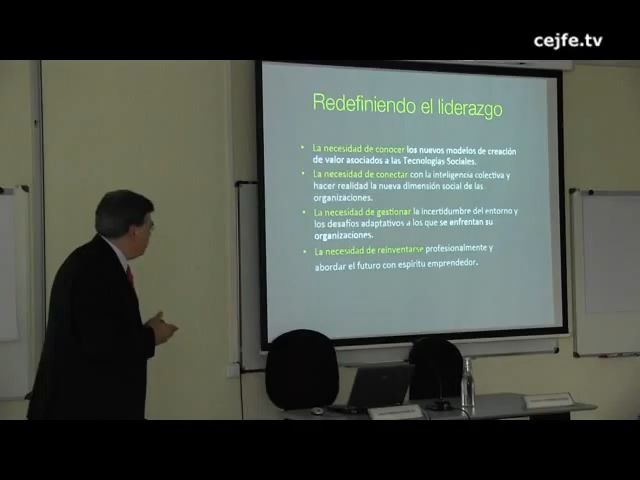 cejfe.tv
Redefiniendo el liderazgo
• La necesidad de conocer los nuevos modelos de creación
de valor asociados a las Tecnologías Sociales.
• La necesidad de conectar con la inteligencia colectiva y
hacer realidad la nueva dimensión social de las
organizaciones.
• La necesidad de gestionar la incertidumbre del entorno y
los desafíos adaptativos a los que se enfrentan su
organizaciones.
• La necesidad de reinventarse profesionalmente y
abordar el futuro con espíritu emprendedor.